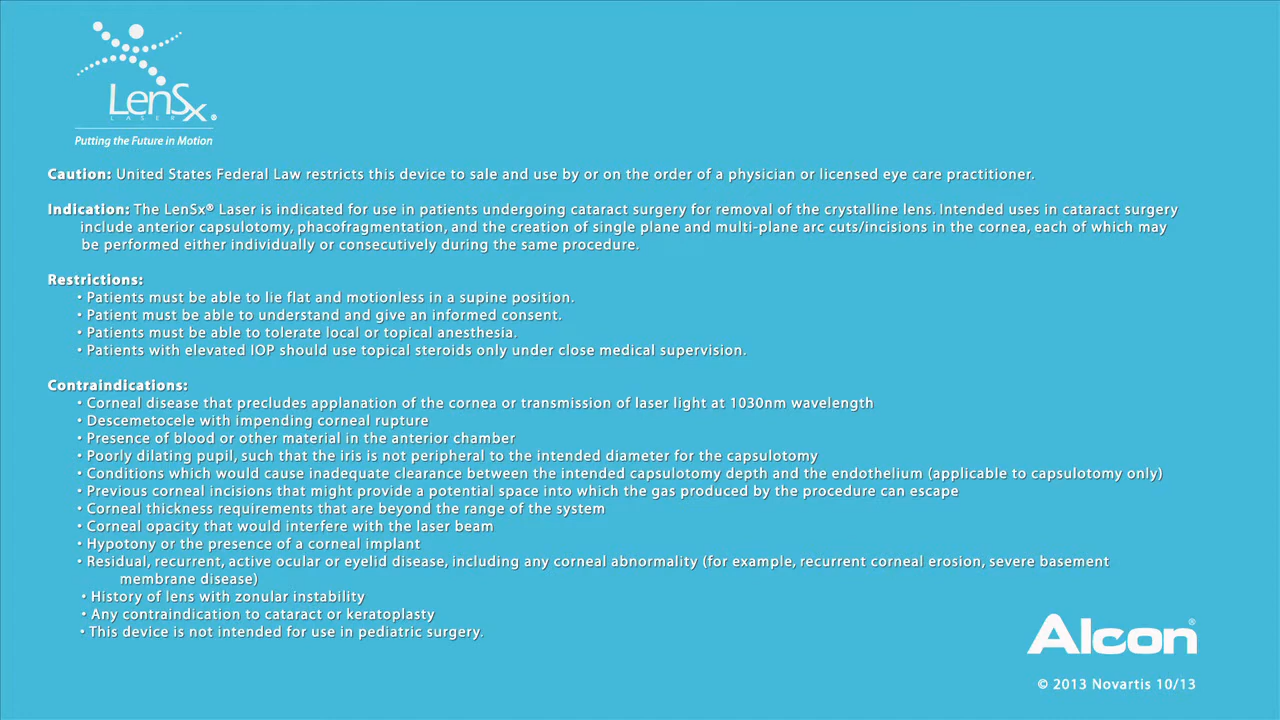 LenSx®
LASER
Putting the Future in Motion
Caution: United States Federal Law restricts this device to sale and use by or on the order of a physician or licensed eye care practitioner.
Indication: The LenSx® Laser is indicated for use in patients undergoing cataract surgery for removal of the crystalline lens. Intended uses in cataract surgery
include anterior capsulotomy, phacofragmentation, and the creation of single plane and multi-plane arc cuts/incisions in the cornea, each of which may
be performed either individually or consecutively during the same procedure.
Restrictions:
• Patients must be able to lie flat and motionless in a supine position.
• Patient must be able to understand and give an informed consent.
• Patients must be able to tolerate local or topical anesthesia.
• Patients with elevated IOP should use topical steroids only under close medical supervision.
Contraindications:
• Corneal disease that precludes applanation of the cornea or transmission of laser light at 1030nm wavelength
• Descemetocele with impending corneal rupture
• Presence of blood or other material in the anterior chamber
• Poorly dilating pupil, such that the iris is not peripheral to the intended diameter for the capsulotomy
• Conditions which would cause inadequate clearance between the intended capsulotomy depth and the endothelium (applicable to capsulotomy only)
• Previous corneal incisions that might provide a potential space into which the gas produced by the procedure can escape
• Corneal thickness requirements that are beyond the range of the system
• Corneal opacity that would interfere with the laser beam
• Hypotony or the presence of a corneal implant
• Residual, recurrent, active ocular or eyelid disease, including any corneal abnormality (for example, recurrent corneal erosion, severe basement
membrane disease)
• History of lens with zonular instability
• Any contraindication to cataract or keratoplasty
• This device is not intended for use in pediatric surgery.
Alcon®
© 2013 Novartis 10/13